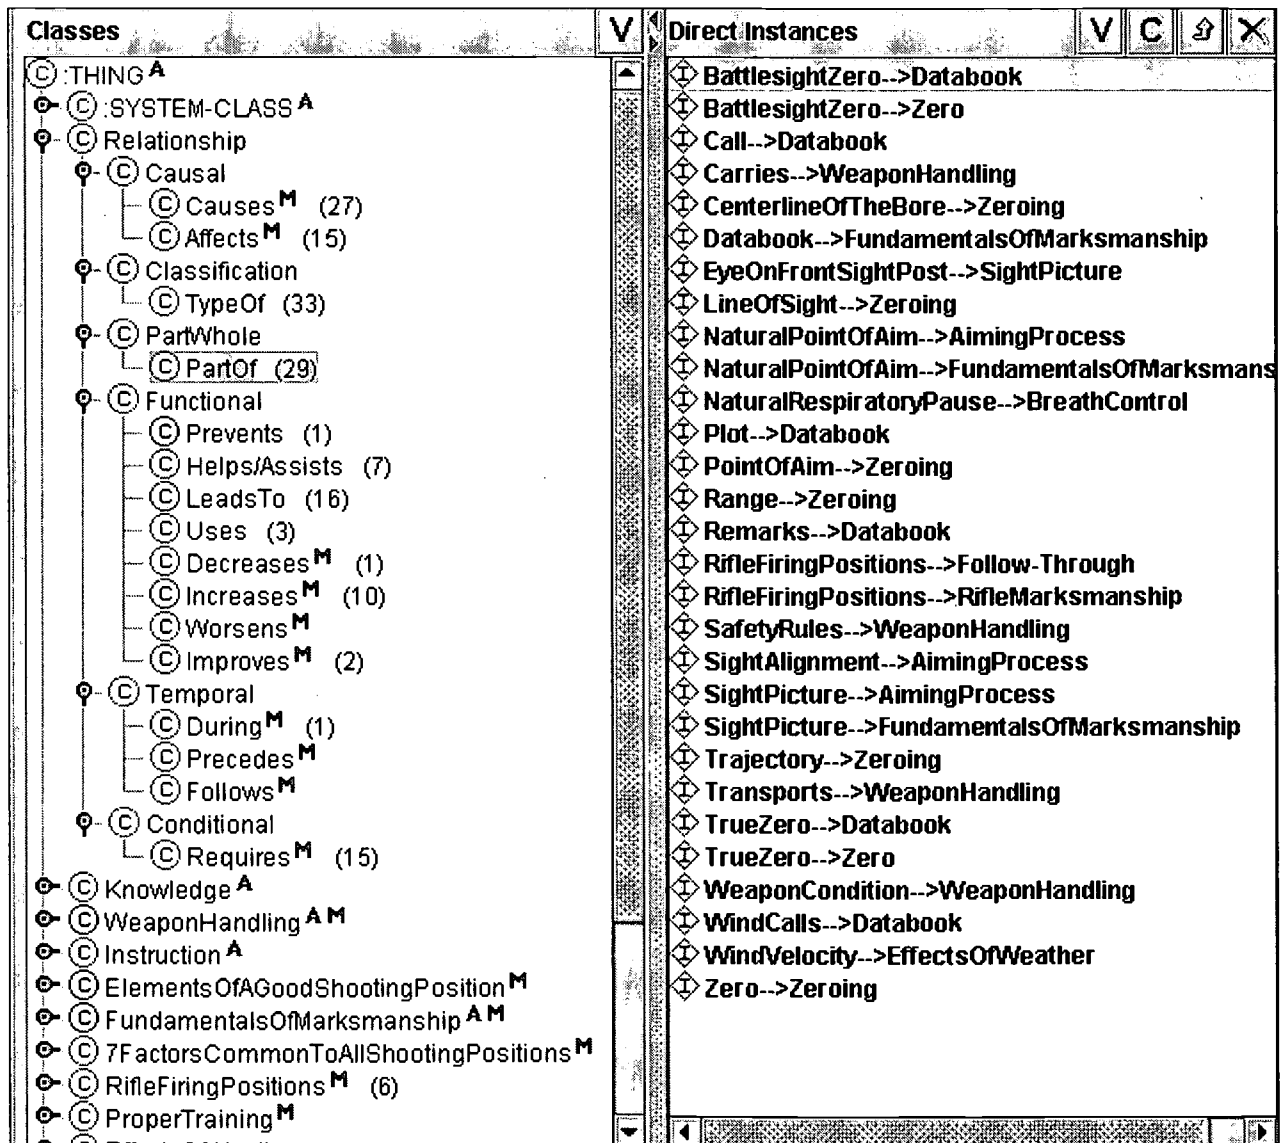 Classes V
:THING A
:SYSTEM-CLASS A
Relationship
Causal
Causes M (27)
Affects M (15)
Classification
TypeOf (33)
PartWhole
PartOf (29)
Functional
Prevents (1)
Helps/Assists (7)
LeadsTo (16)
Uses (3)
Decreases M (1)
Increases M (10)
Worsens M
Improves M (2)
Temporal
During M (1)
Precedes M
Follows M
Conditional
Requires M (15)
Knowledge A
WeaponHandling A M
Instruction A
ElementsOfAGoodShootingPosition M
FundamentalsOfMarksmanship A M
7FactorsCommonToAllShootingPositions M
RifleFiringPositions M (6)
ProperTraining M
Direct Instances V C
BattlesightZero-->Databook
BattlesightZero-->Zero
Call-->Databook
Carries-->WeaponHandling
CenterlineOfTheBore-->Zeroing
Databook-->FundamentalsOfMarksmanship
EyeOnFrontSightPost-->SightPicture
LineOfSight-->Zeroing
NaturalPointOfAim-->AimingProcess
NaturalPointOfAim-->FundamentalsOfMarksmans
NaturalRespiratoryPause-->BreathControl
Plot-->Databook
PointOfAim-->Zeroing
Range-->Zeroing
Remarks-->Databook
RifleFiringPositions-->Follow-Through
RifleFiringPositions-->RifleMarksmanship
SafetyRules-->WeaponHandling
SightAlignment-->AimingProcess
SightPicture-->AimingProcess
SightPicture-->FundamentalsOfMarksmanship
Trajectory-->Zeroing
Transports-->WeaponHandling
TrueZero-->Databook
TrueZero-->Zero
WeaponCondition-->WeaponHandling
WindCalls-->Databook
WindVelocity-->EffectsOfWeather
Zero-->Zeroing